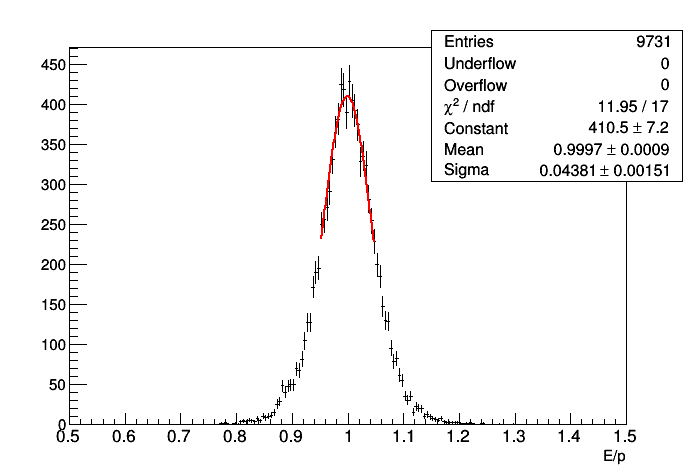 Entries 9731
Underflow 0
Overflow 0
χ² / ndf 11.95 / 17
Constant 410.5 ± 7.2
Mean 0.9997 ± 0.0009
Sigma 0.04381 ± 0.00151
450
400
350
300
250
200
150
100
50
0
0.5 0.6 0.7 0.8 0.9 1 1.1 1.2 1.3 1.4 1.5
E/p